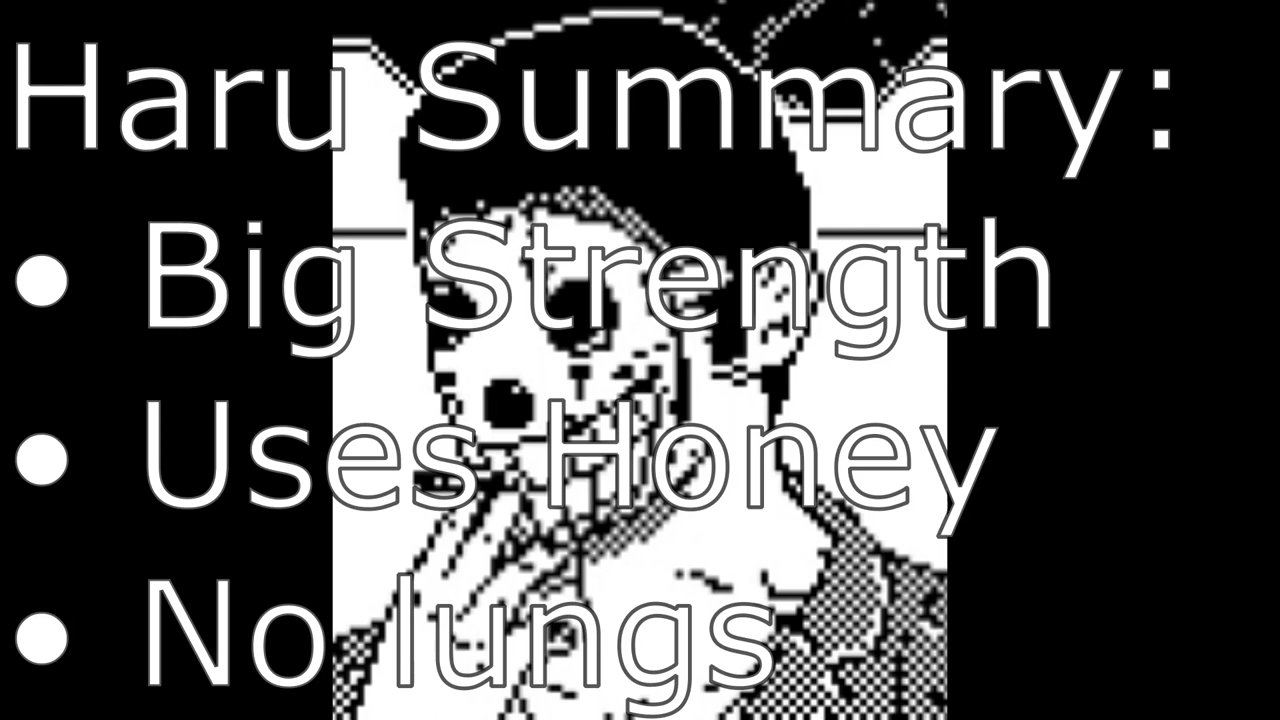 Haru Summary:
• Big Strength
• Uses Honey
• No lungs